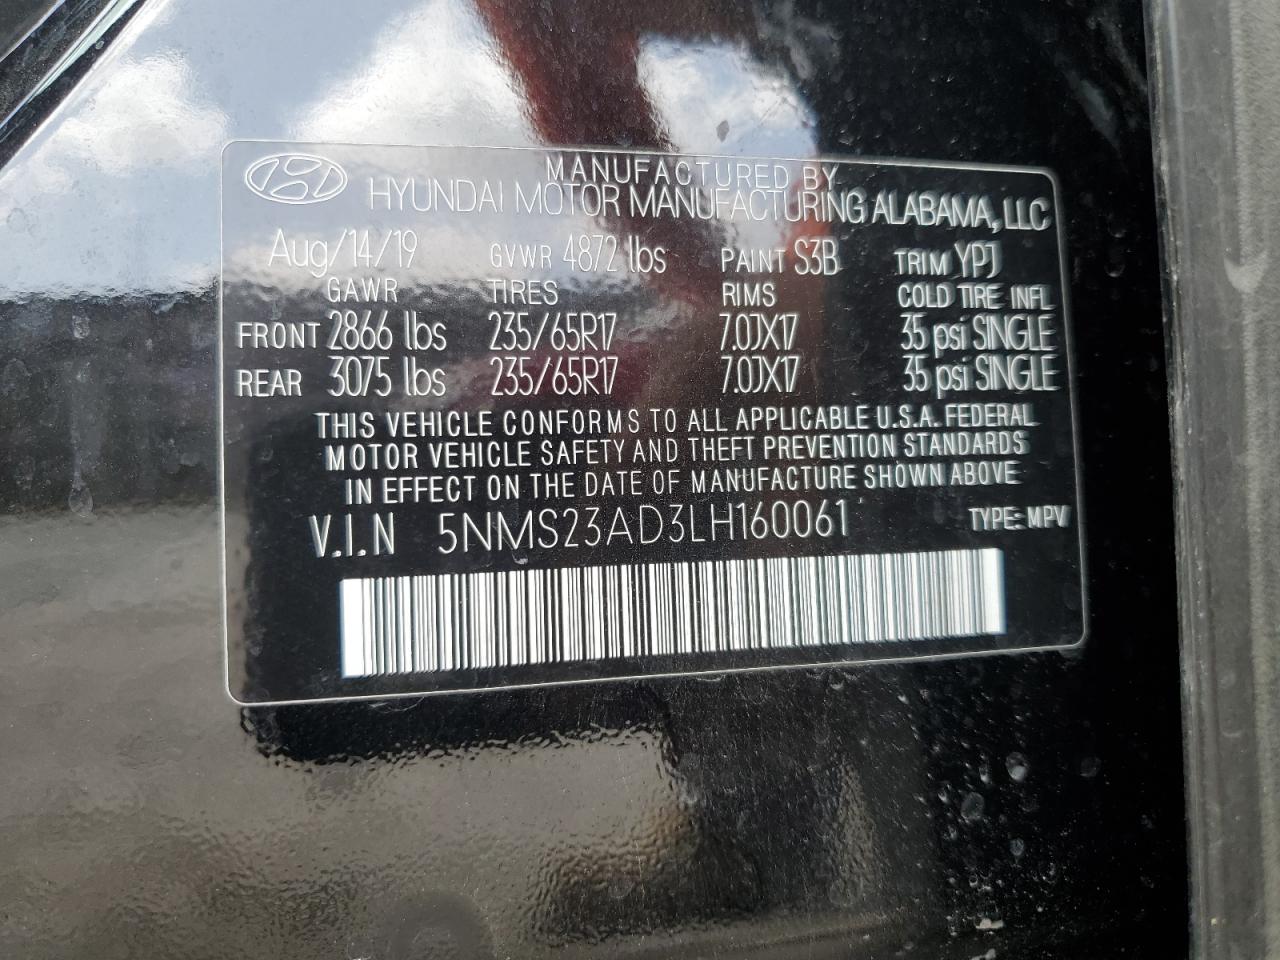 MANUFACTURED BY
HYUNDAI MOTOR MANUFACTURING ALABAMA, LLC
Aug/14/19 GVWR 4872 lbs PAINT S3B TRIM YPJ
GAWR TIRES RIMS COLD TIRE INFL
FRONT 2866 lbs 235/65R17 7.0JX17 35 psi SINGLE
REAR 3075 lbs 235/65R17 7.0JX17 35 psi SINGLE
THIS VEHICLE CONFORMS TO ALL APPLICABLE U.S.A. FEDERAL
MOTOR VEHICLE SAFETY AND THEFT PREVENTION STANDARDS
IN EFFECT ON THE DATE OF MANUFACTURE SHOWN ABOVE
V.I.N 5NMS23AD3LH160061 TYPE: MPV